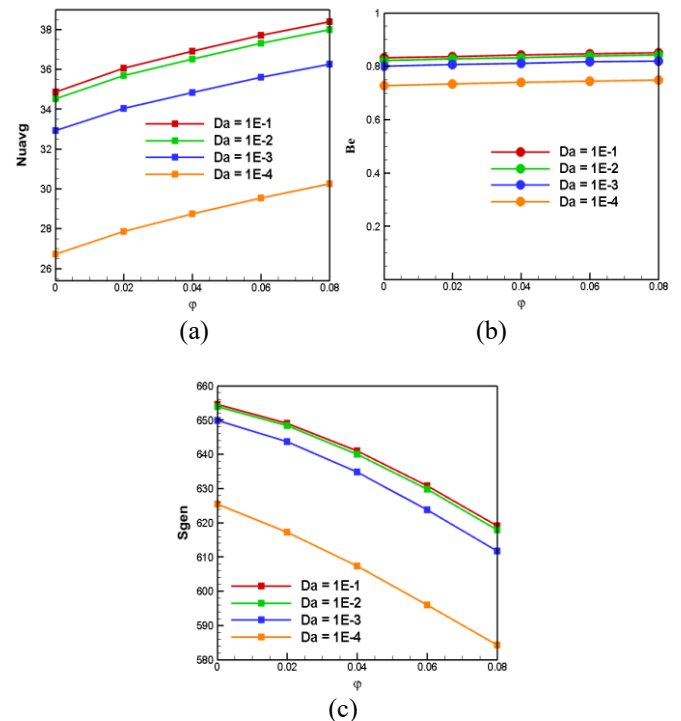 38
36
34
32
30
28
26
Nuavg
Da = 1E-1
Da = 1E-2
Da = 1E-3
Da = 1E-4
0
0.02
0.04
0.06
0.08
φ
(a)
1
0.8
0.6
0.4
0.2
Be
Da = 1E-1
Da = 1E-2
Da = 1E-3
Da = 1E-4
0
0.02
0.04
0.06
0.08
φ
(b)
660
650
640
630
620
610
600
590
580
Sgen
Da = 1E-1
Da = 1E-2
Da = 1E-3
Da = 1E-4
0
0.02
0.04
0.06
0.08
φ
(c)